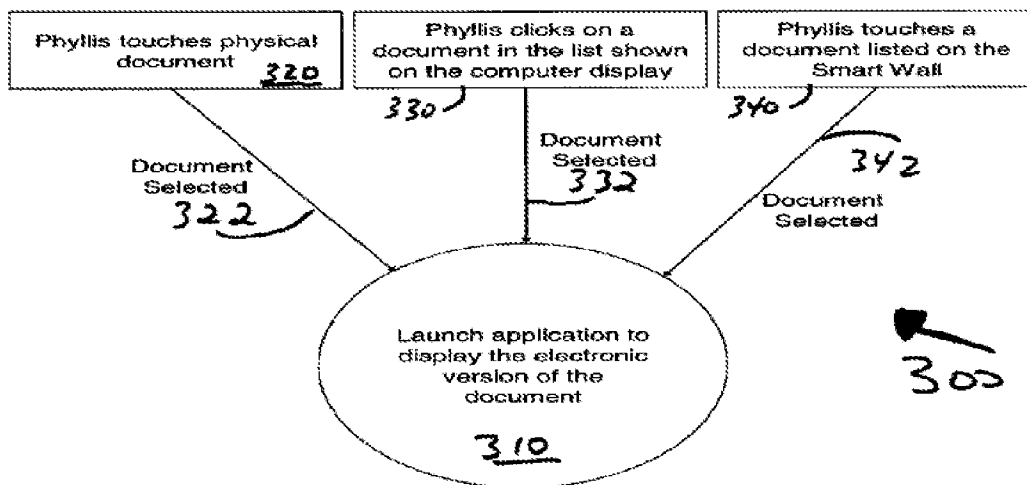 Phyllis touches physical
document
320
Phyllis clicks on a
document in the list shown
on the computer display
330
Phyllis touches a
document listed on the
Smart Wall
340
Document
Selected
322
Document
Selected
332
342
Document
Selected
Launch application to
display the electronic
version of the
document
310
300